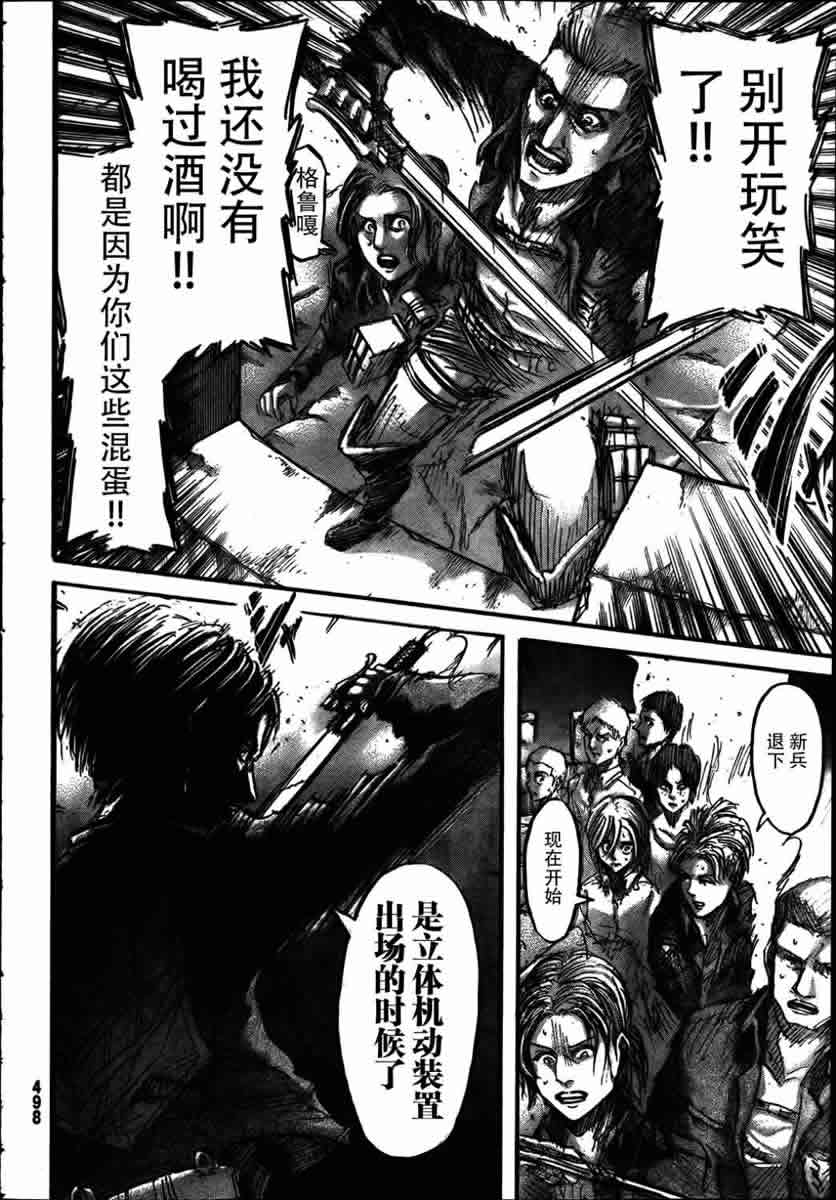 别开玩笑
了!!
格鲁嘎
我还没有
喝过酒啊!!
都是因为你们这些混蛋!!
新兵
退下
现在开始
是立体机动装置
出场的时候了
498